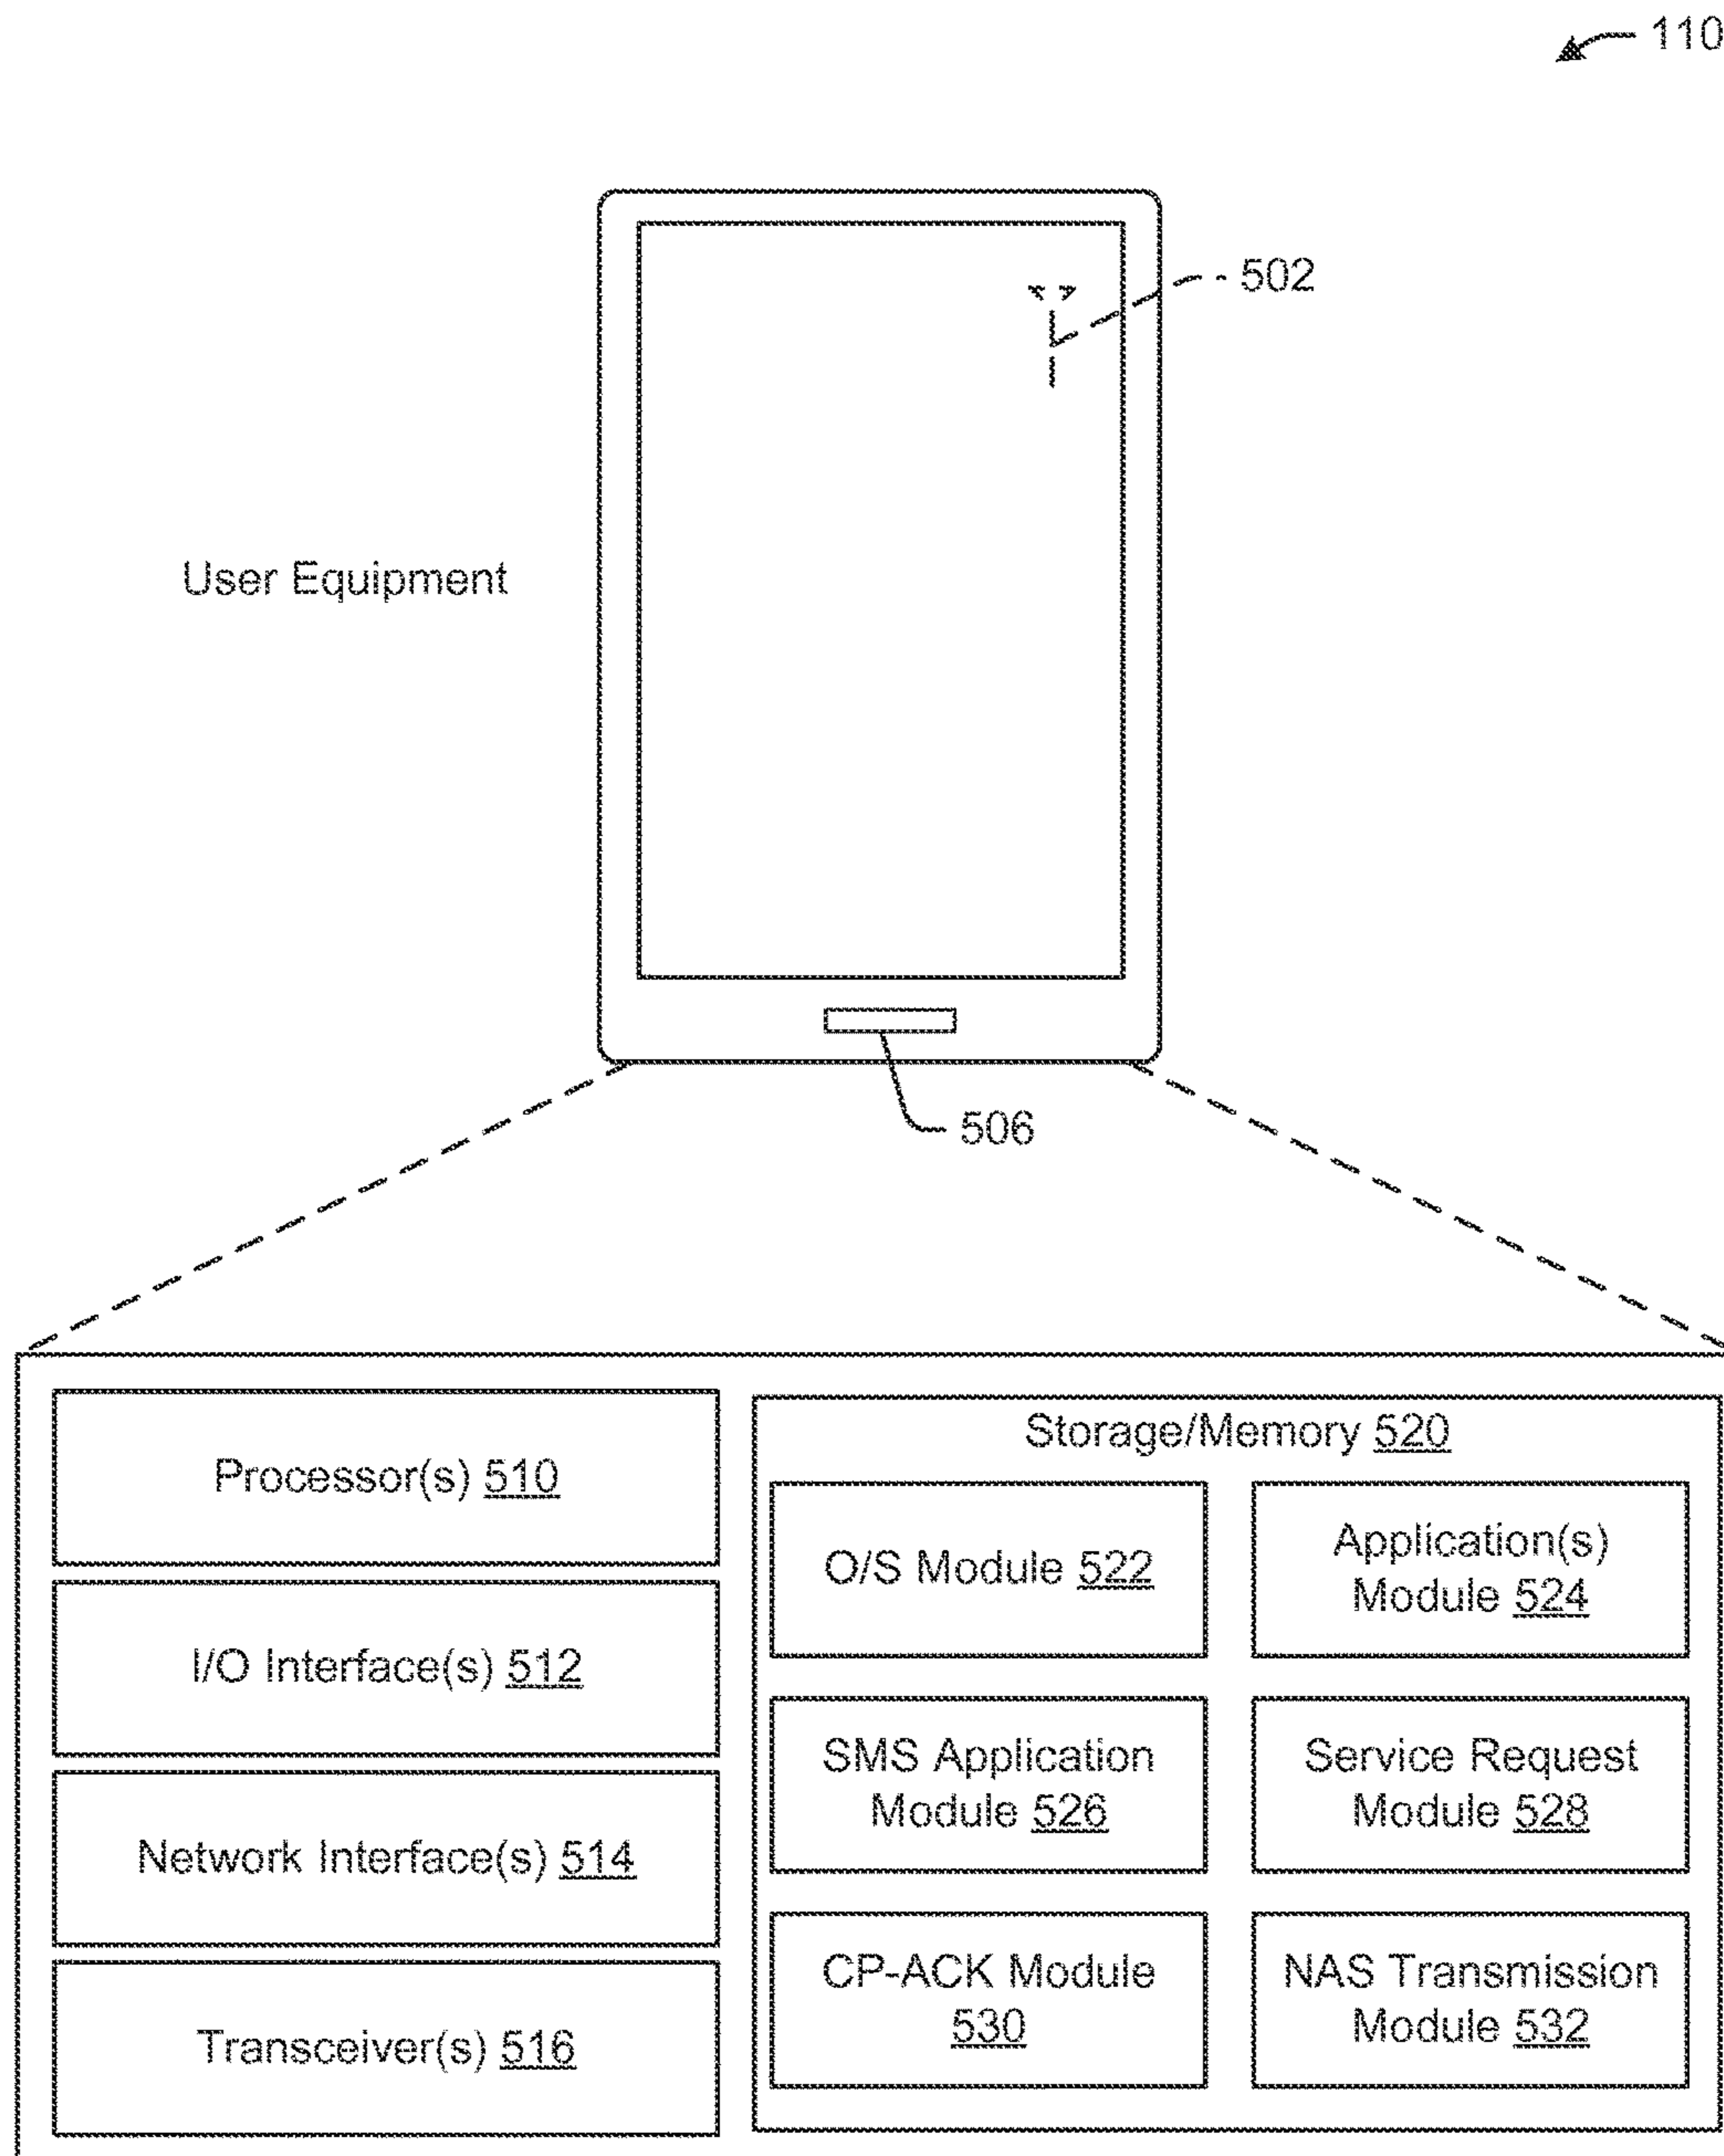 110
502
User Equipment
506
Processor(s) 510
I/O Interface(s) 512
Network Interface(s) 514
Transceiver(s) 516
Storage/Memory 520
O/S Module 522
Application(s)
Module 524
SMS Application
Module 526
Service Request
Module 528
CP-ACK Module
530
NAS Transmission
Module 532